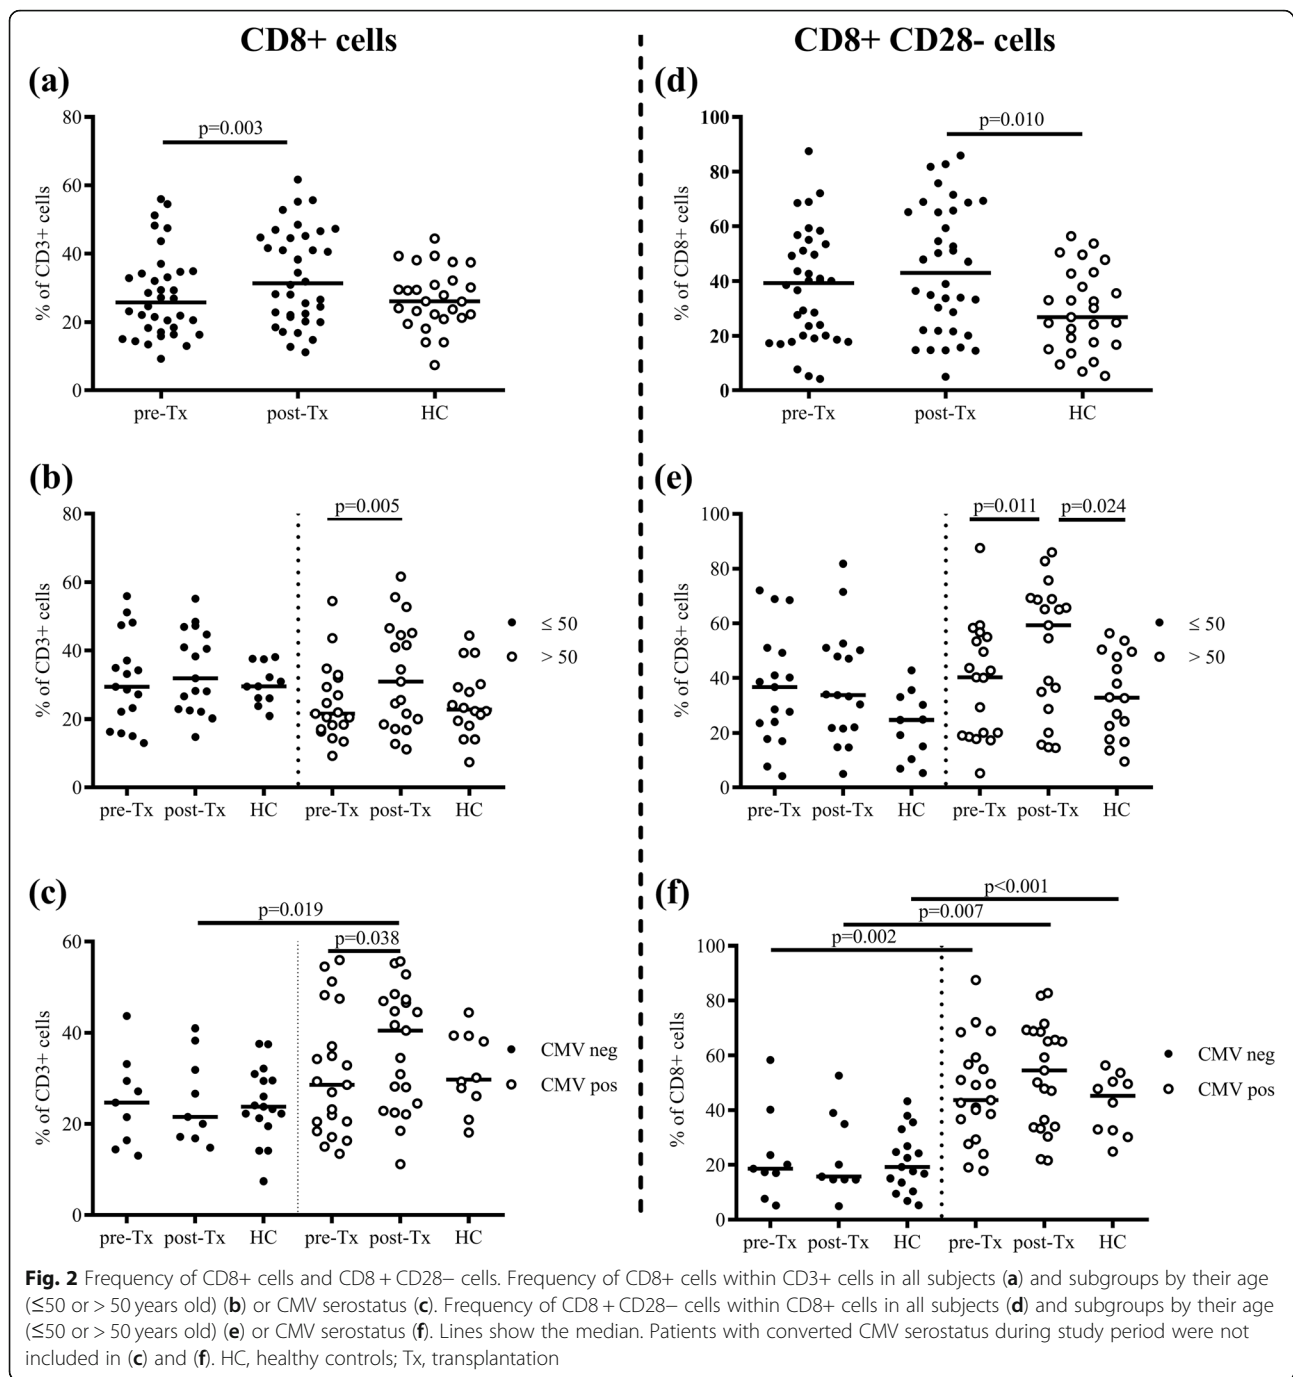 CD8+ cells
CD8+ CD28- cells
(a)
80
60
40
20
0
% of CD3+ cells
p=0.003
pre-Tx post-Tx HC
(d)
100
80
60
40
20
0
% of CD8+ cells
p=0.010
pre-Tx post-Tx HC
(b)
80
60
40
20
0
% of CD3+ cells
p=0.005
≤ 50
> 50
pre-Tx post-Tx HC pre-Tx post-Tx HC
(e)
100
80
60
40
20
0
% of CD8+ cells
p=0.011 p=0.024
≤ 50
> 50
pre-Tx post-Tx HC pre-Tx post-Tx HC
(c)
60
40
20
0
% of CD3+ cells
p=0.019
p=0.038
CMV neg
CMV pos
pre-Tx post-Tx HC pre-Tx post-Tx HC
(f)
100
80
60
40
20
0
% of CD8+ cells
p<0.001
p=0.007
p=0.002
CMV neg
CMV pos
pre-Tx post-Tx HC pre-Tx post-Tx HC
Fig. 2 Frequency of CD8+ cells and CD8 + CD28− cells. Frequency of CD8+ cells within CD3+ cells in all subjects (a) and subgroups by their age
(≤50 or > 50 years old) (b) or CMV serostatus (c). Frequency of CD8 + CD28− cells within CD8+ cells in all subjects (d) and subgroups by their age
(≤50 or > 50 years old) (e) or CMV serostatus (f). Lines show the median. Patients with converted CMV serostatus during study period were not
included in (c) and (f). HC, healthy controls; Tx, transplantation